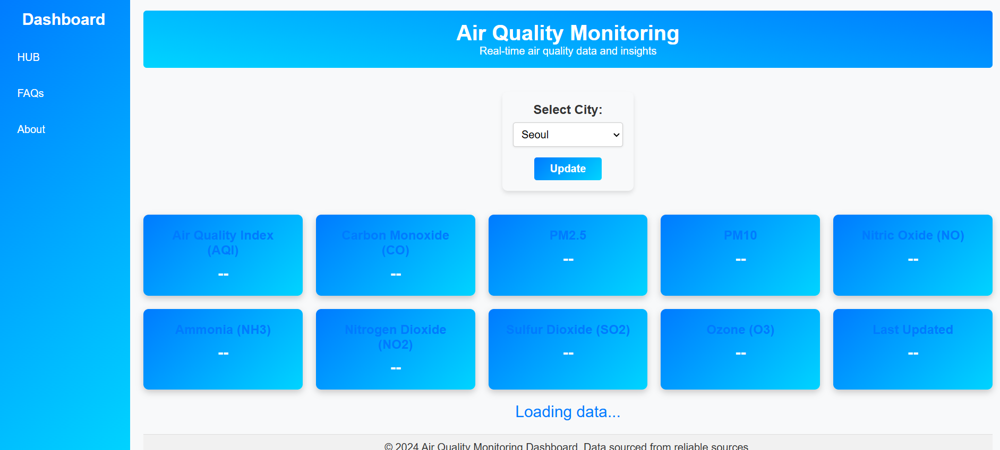 Dashboard
HUB
FAQs
About
Air Quality Monitoring
Real-time air quality data and insights
Select City:
Seoul
Update
Air Quality Index
(AQI)
--
Carbon Monoxide
(CO)
--
PM2.5
--
PM10
--
Nitric Oxide (NO)
--
Ammonia (NH3)
--
Nitrogen Dioxide
(NO2)
--
Sulfur Dioxide (SO2)
--
Ozone (O3)
--
Last Updated
--
Loading data...
© 2024 Air Quality Monitoring Dashboard. Data sourced from reliable sources.